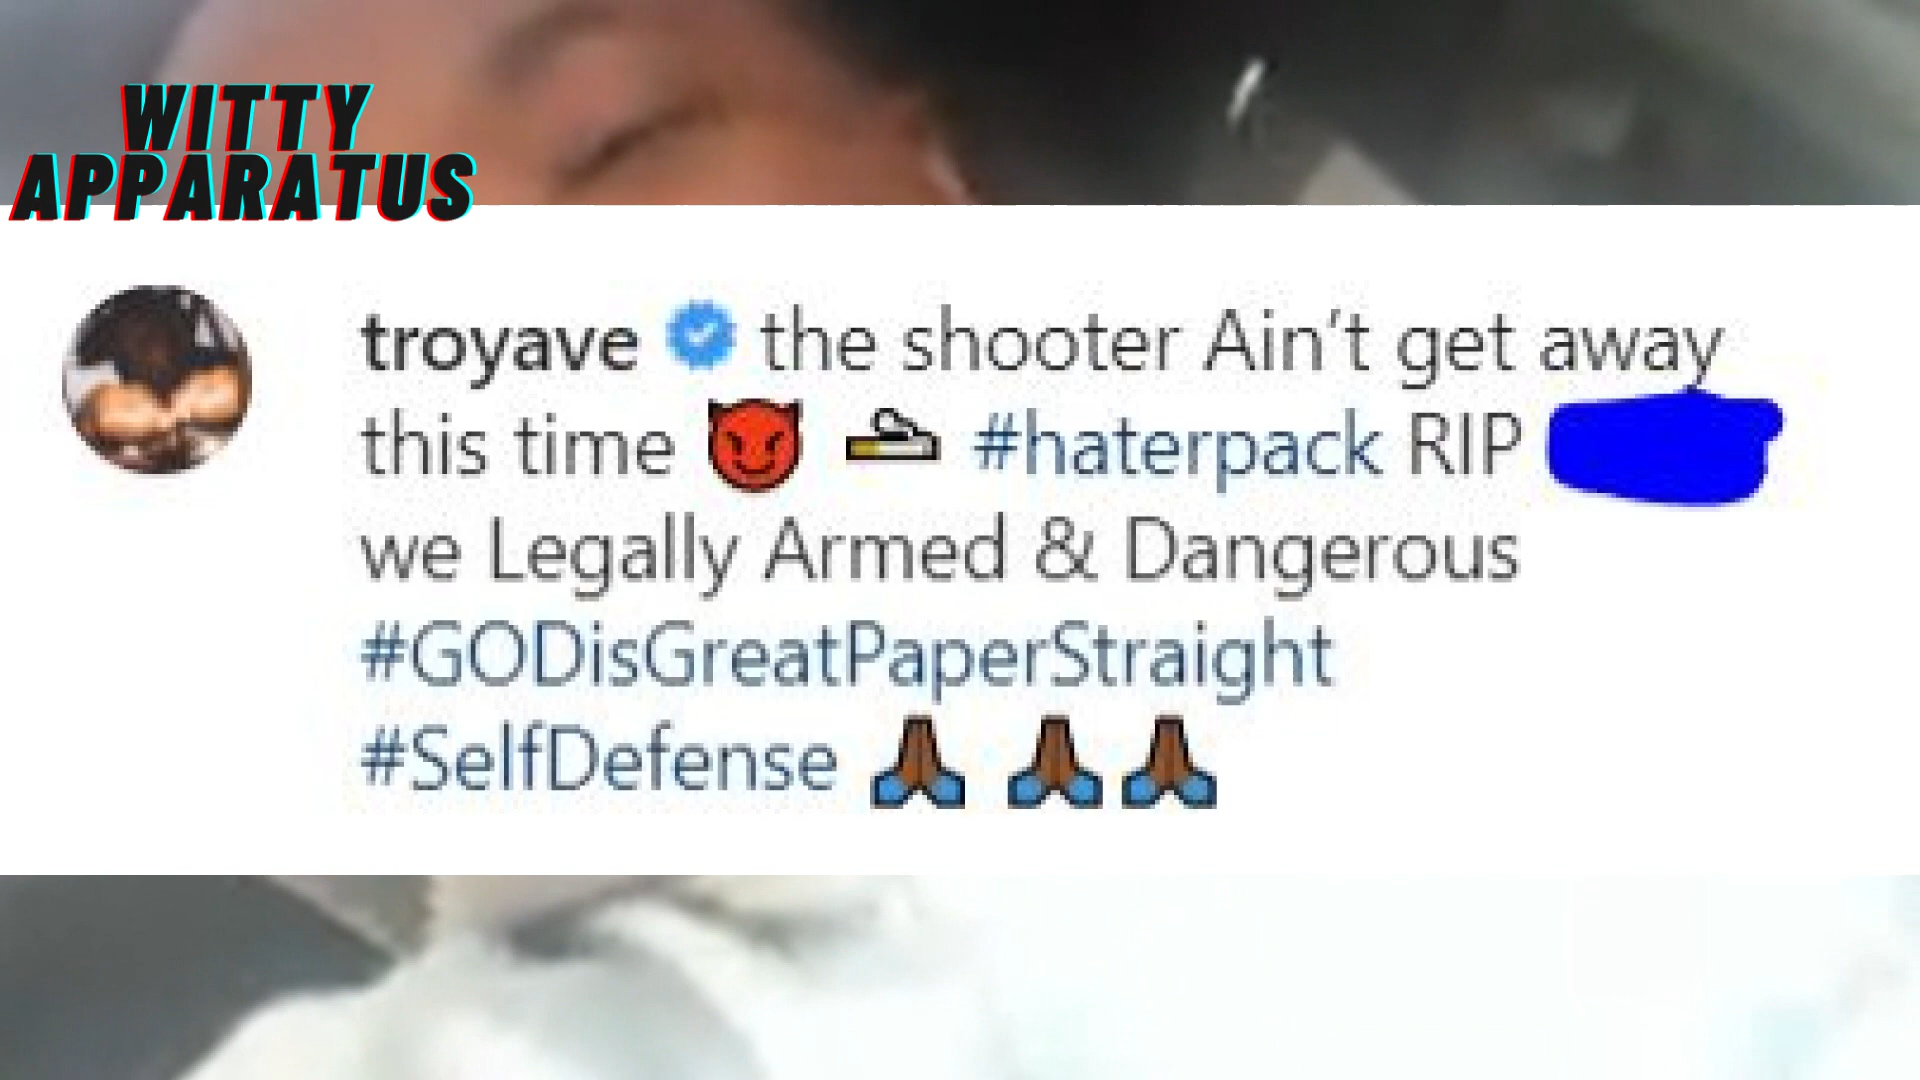 WITTY
APPARATUS
troyave the shooter Ain't get away
this time 😈 🚬 #haterpack RIP
we Legally Armed & Dangerous
#GODisGreatPaperStraight
#SelfDefense 🙏🏾 🙏🏾 🙏🏾